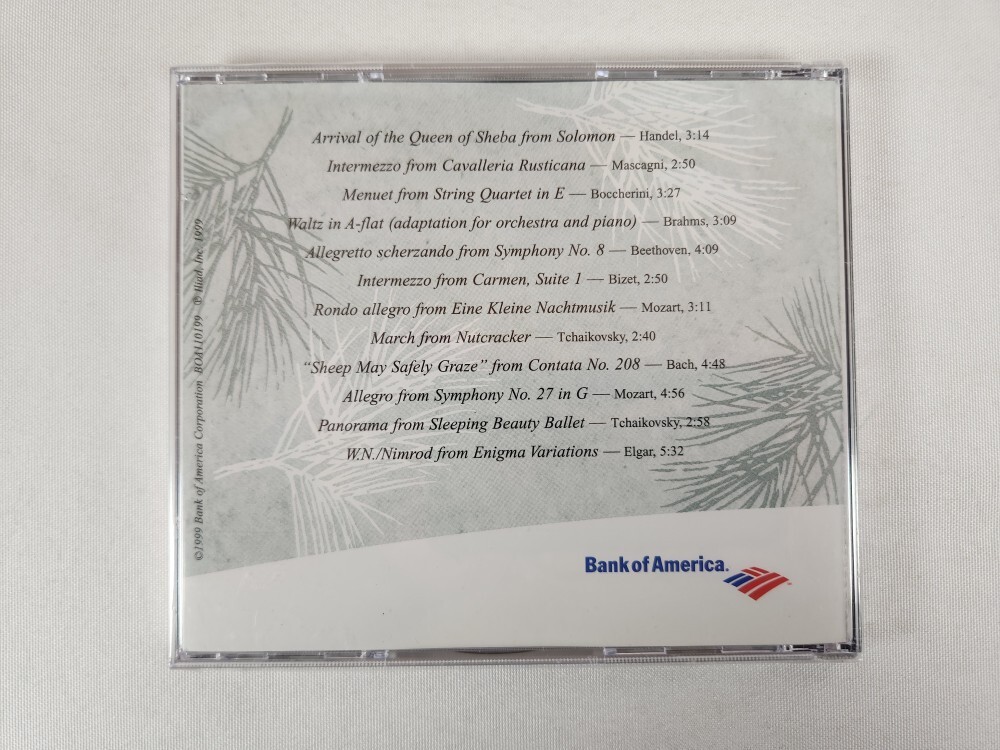 Arrival of the Queen of Sheba from Solomon — Handel, 3:14
Intermezzo from Cavalleria Rusticana — Mascagni, 2:50
Menuet from String Quartet in E — Boccherini, 3:27
Waltz in A-flat (adaptation for orchestra and piano) — Brahms, 3:09
Allegretto scherzando from Symphony No. 8 — Beethoven, 4:09
Intermezzo from Carmen, Suite 1 — Bizet, 2:50
Rondo allegro from Eine Kleine Nachtmusik — Mozart, 3:11
March from Nutcracker — Tchaikovsky, 2:40
“Sheep May Safely Graze” from Contata No. 208 — Bach, 4:48
Allegro from Symphony No. 27 in G — Mozart, 4:56
Panorama from Sleeping Beauty Ballet — Tchaikovsky, 2:58
W.N./Nimrod from Enigma Variations — Elgar, 5:32
©1999 Bank of America Corporation BOA110199 ℗ Iliad, Inc. 1999
Bank of America.